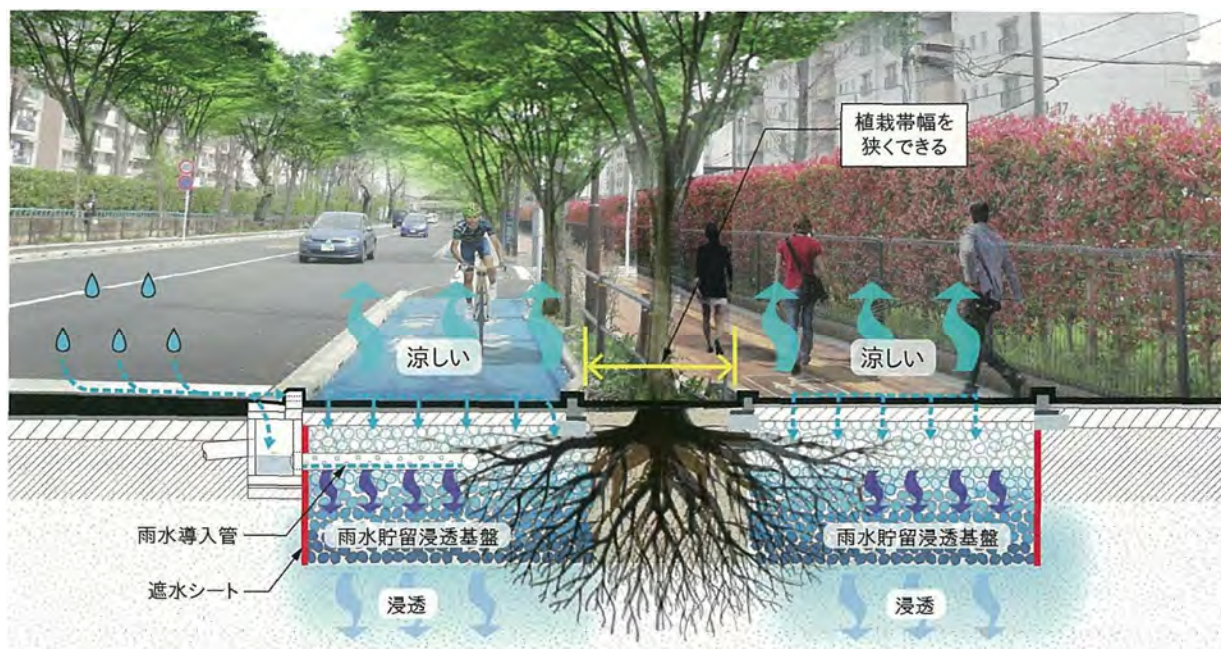 植栽帯幅を
狭くできる
涼しい
涼しい
雨水導入管
雨水貯留浸透基盤
雨水貯留浸透基盤
遮水シート
浸透
浸透